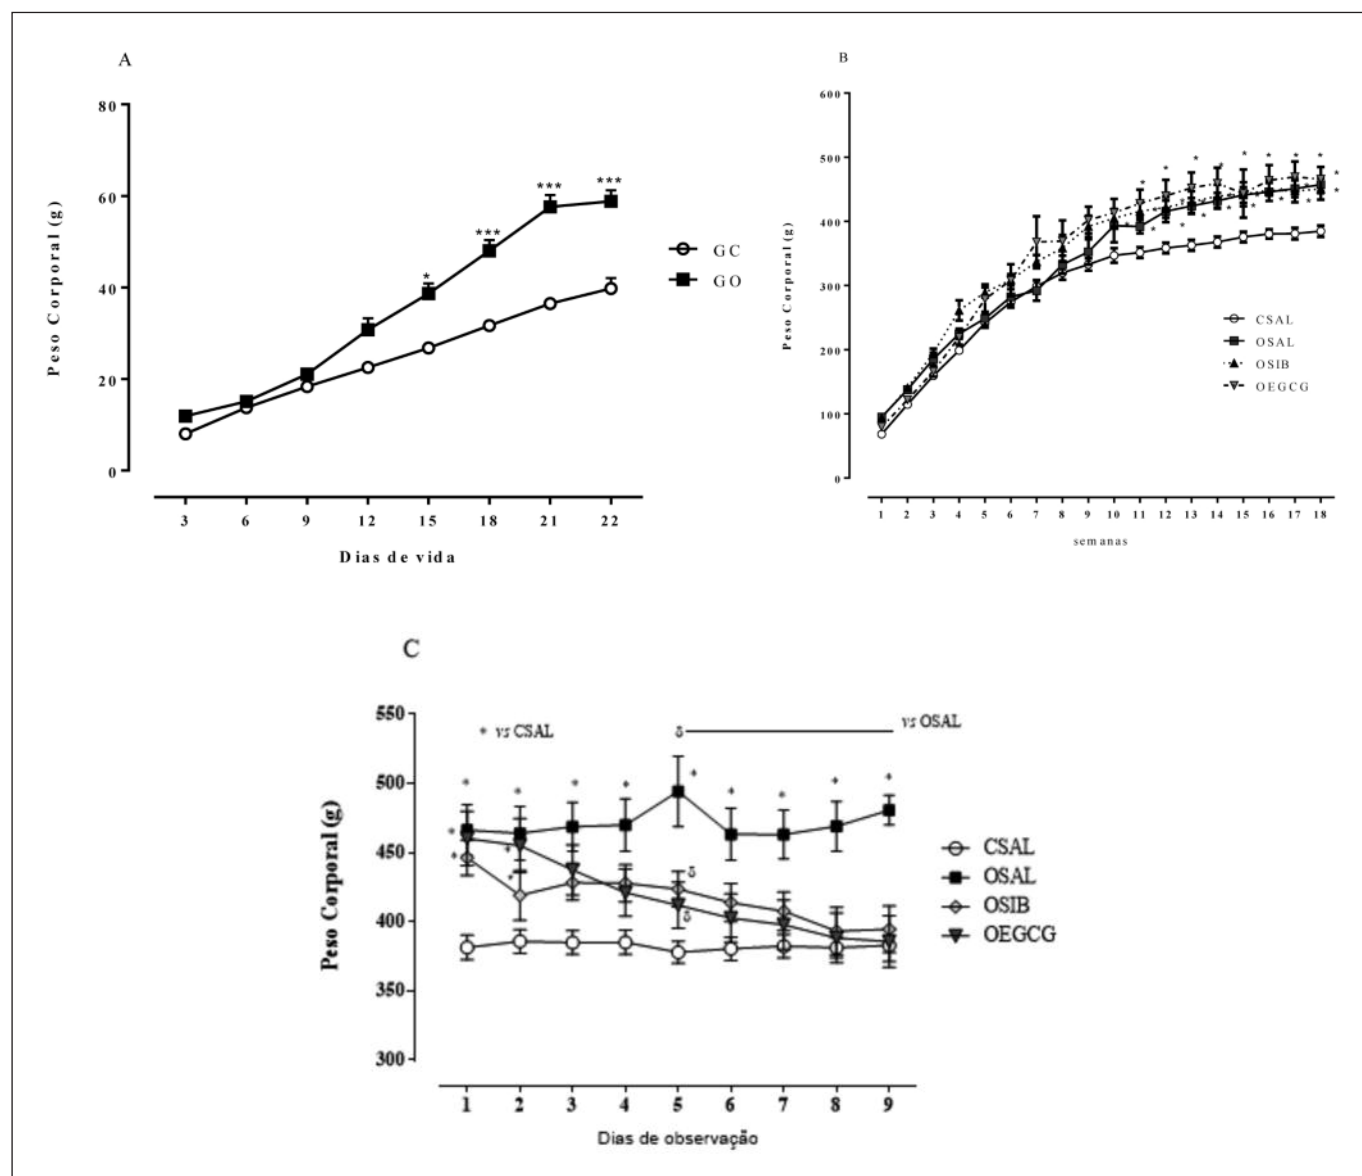 A
80
60
40
20
0
Peso Corporal (g)
*
***
***
***
GC
GO
3 6 9 12 15 18 21 22
Dias de vida
B
600
500
400
300
200
100
0
Peso Corporal (g)
CSAL
OSAL
OSIB
OEGCG
1 2 3 4 5 6 7 8 9 10 11 12 13 14 15 16 17 18
semanas
C
550
500
450
400
350
300
Peso Corporal (g)
* vs CSAL
δ vs OSAL
δ
δ
CSAL
OSAL
OSIB
OEGCG
1 2 3 4 5 6 7 8 9
Dias de observação